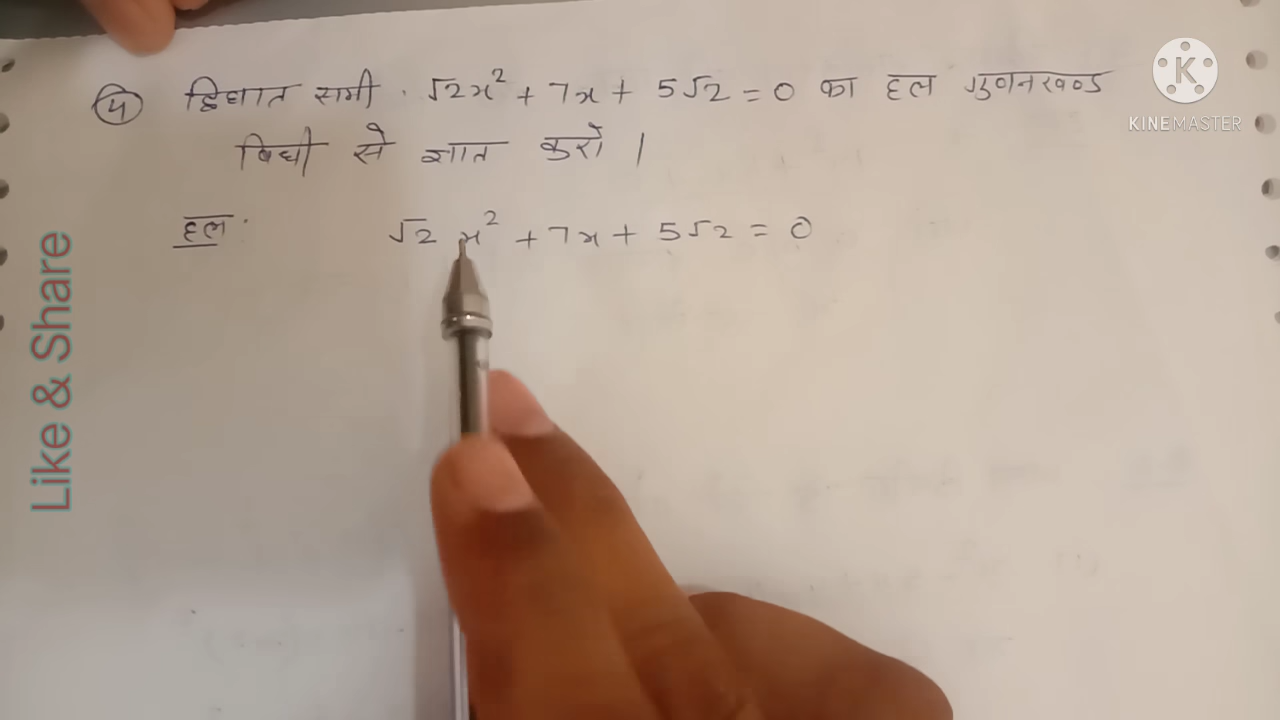 (4) द्विघात समी. √2x² + 7x + 5√2 = 0 का हल गुणनखण्ड
विधी से ज्ञात करो।
हल: √2 x² + 7x + 5√2 = 0
Like & Share
KINEMASTER